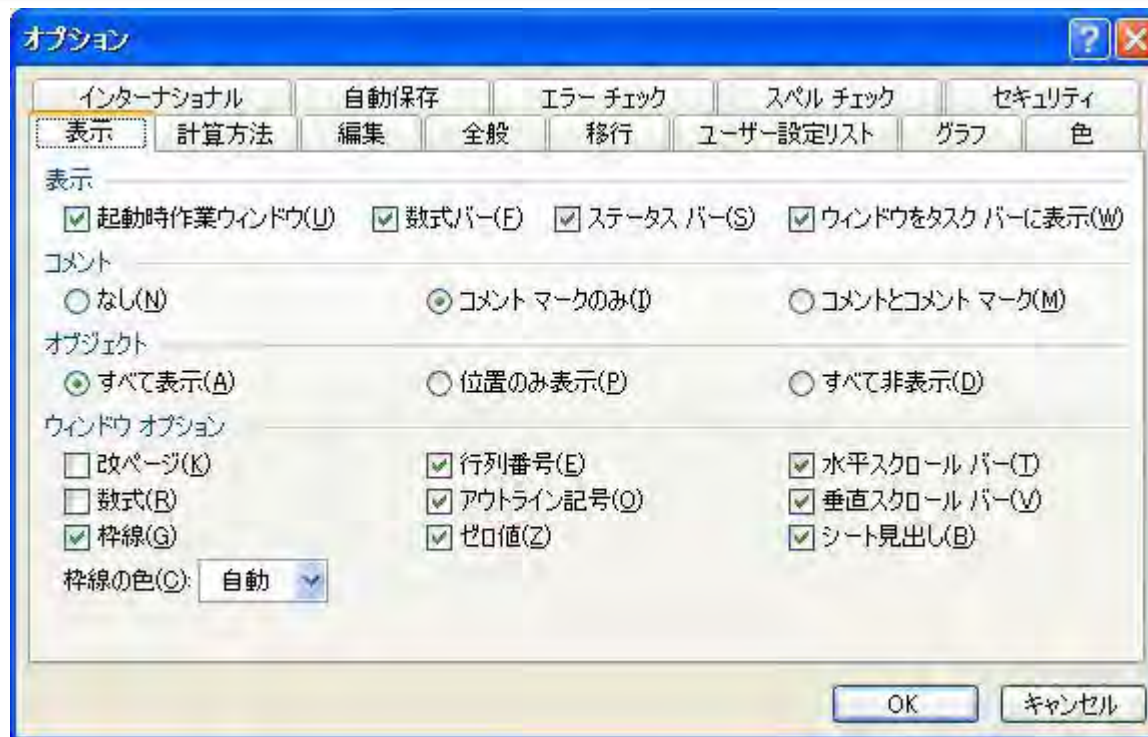 オプション
インターナショナル 自動保存 エラー チェック スペル チェック セキュリティ
表示 計算方法 編集 全般 移行 ユーザー設定リスト グラフ 色
表示
起動時作業ウィンドウ(U) 数式バー(F) ステータス バー(S) ウィンドウをタスク バーに表示(W)
コメント
なし(N) コメント マークのみ(I) コメントとコメント マーク(M)
オブジェクト
すべて表示(A) 位置のみ表示(P) すべて非表示(D)
ウィンドウ オプション
改ページ(K) 行列番号(E) 水平スクロール バー(T)
数式(R) アウトライン記号(O) 垂直スクロール バー(V)
枠線(G) ゼロ値(Z) シート見出し(B)
枠線の色(C): 自動
OK キャンセル